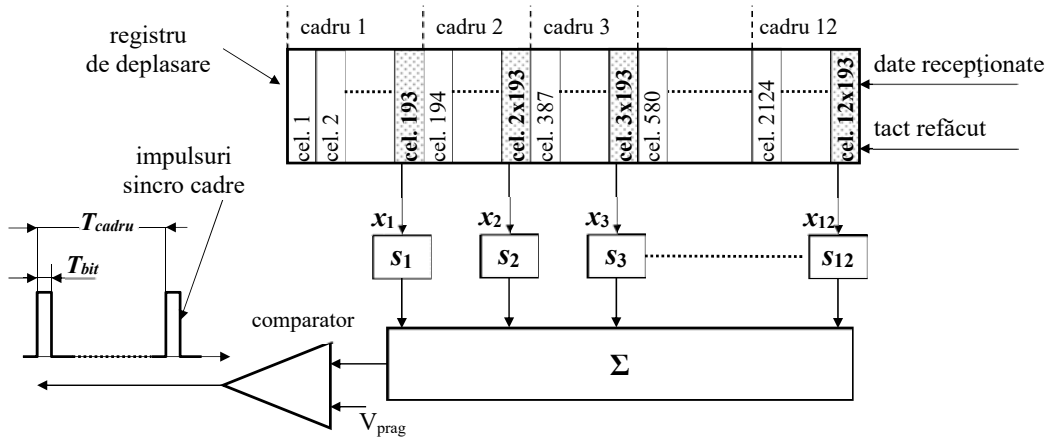 cadru 1
cadru 2
cadru 3
cadru 12
registru
de deplasare
cel. 1
cel. 2
cel. 193
cel. 194
cel. 2x193
cel. 387
cel. 3x193
cel. 580
cel. 2124
cel. 12x193
date recepţionate
tact refăcut
impulsuri
sincro cadre
x1
x2
x3
x12
Tcadru
Tbit
s1
s2
s3
s12
comparator
Σ
Vprag